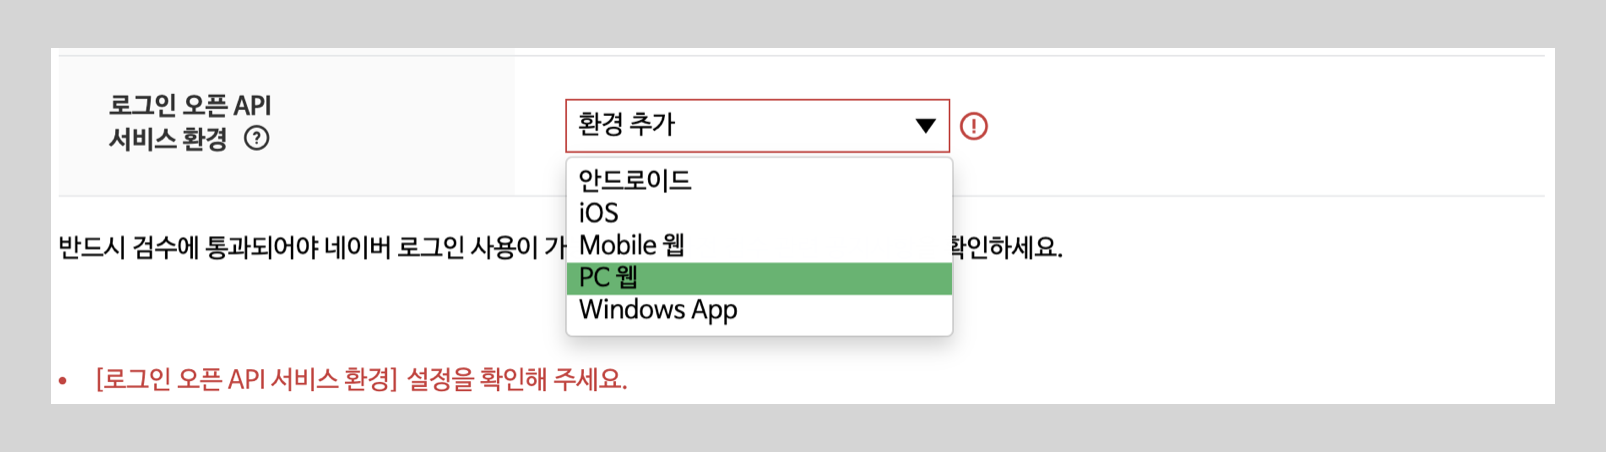 로그인 오픈 API
서비스 환경 ?
환경 추가
안드로이드
iOS
Mobile 웹
PC 웹
Windows App
반드시 검수에 통과되어야 네이버 로그인 사용이 가 확인하세요.
• [로그인 오픈 API 서비스 환경] 설정을 확인해 주세요.